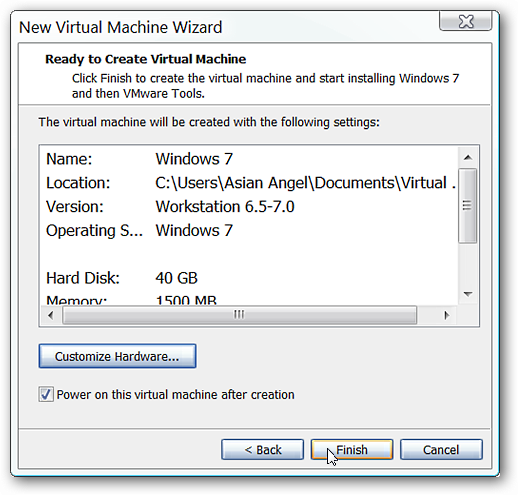 New Virtual Machine Wizard
Ready to Create Virtual Machine
Click Finish to create the virtual machine and start installing Windows 7
and then VMware Tools.
The virtual machine will be created with the following settings:
Name: Windows 7
Location: C:\Users\Asian Angel\Documents\Virtual .
Version: Workstation 6.5-7.0
Operating S... Windows 7
Hard Disk: 40 GB
Memory: 1500 MB
Customize Hardware...
Power on this virtual machine after creation
< Back Finish Cancel